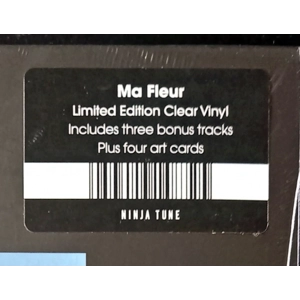 Ma Fleur
Limited Edition Clear Vinyl
Includes three bonus tracks
Plus four art cards
NINJA TUNE